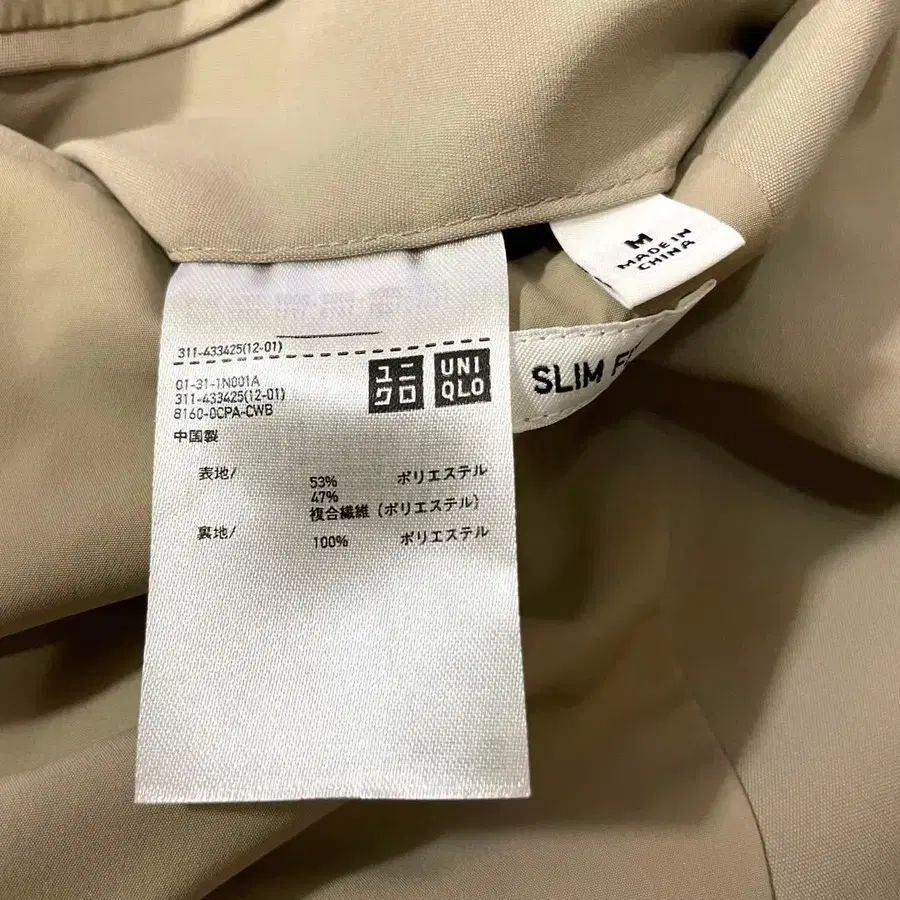 311-433425(12-01)
01-31-1N001A
311-433425(12-01)
8160-0CPA-CWB
中国製
ユニ
クロ
UNI
QLO
表地/ 53% ポリエステル
47%
複合繊維 (ポリエステル)
裏地/ 100% ポリエステル
M
MADE IN
CHINA
SLIM